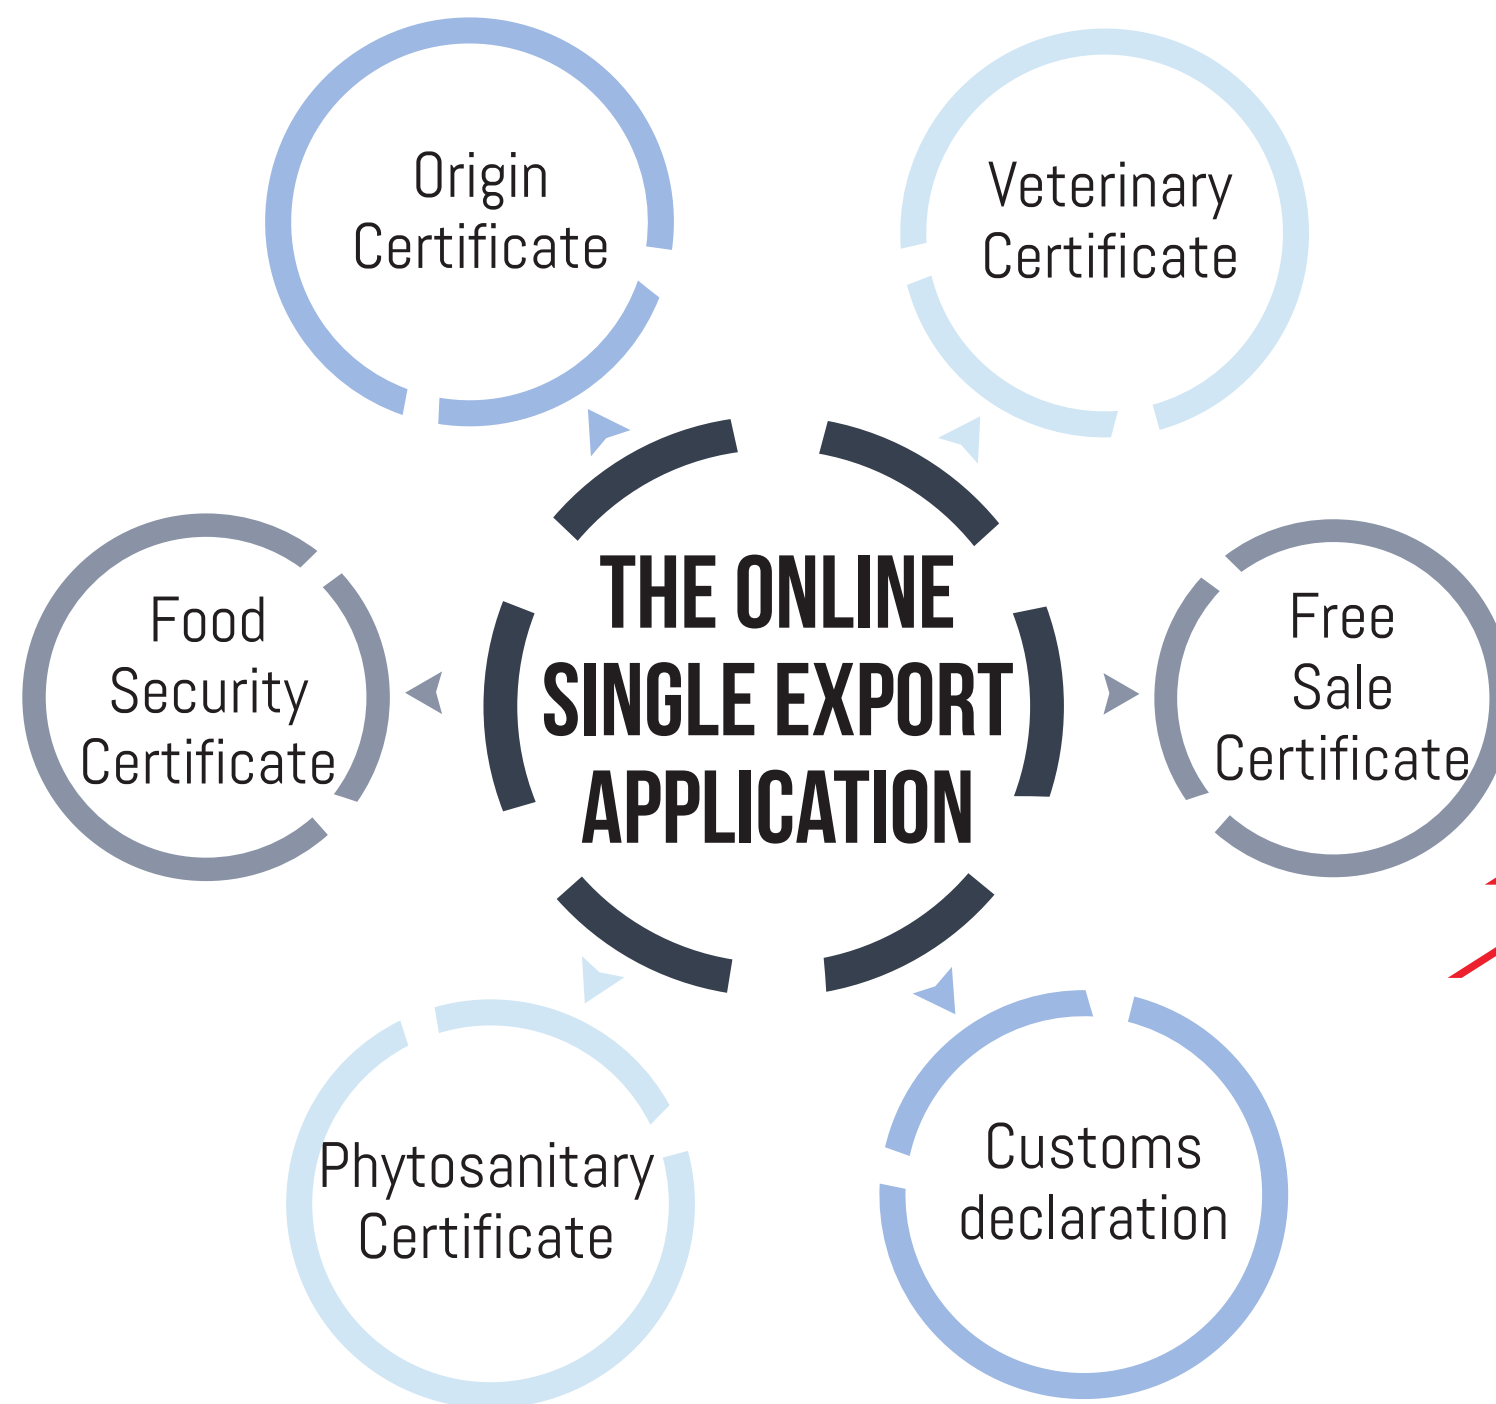 Origin
Certificate
Veterinary
Certificate
THE ONLINE
SINGLE EXPORT
APPLICATION
Food
Security
Certificate
Free
Sale
Certificate
Phytosanitary
Certificate
Customs
declaration